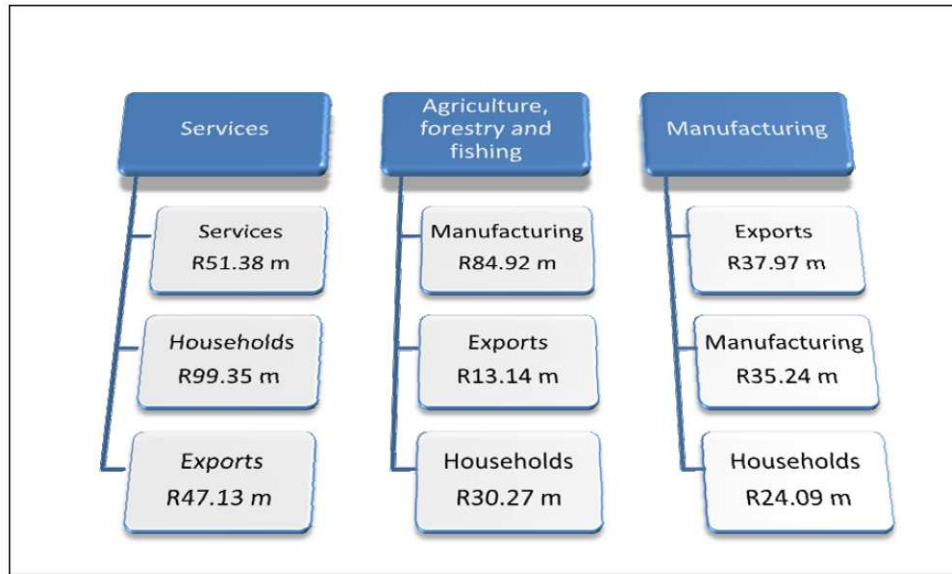 Services
Services
R51.38 m
Households
R99.35 m
Exports
R47.13 m
Agriculture,
forestry and
fishing
Manufacturing
R84.92 m
Exports
R13.14 m
Households
R30.27 m
Manufacturing
Exports
R37.97 m
Manufacturing
R35.24 m
Households
R24.09 m